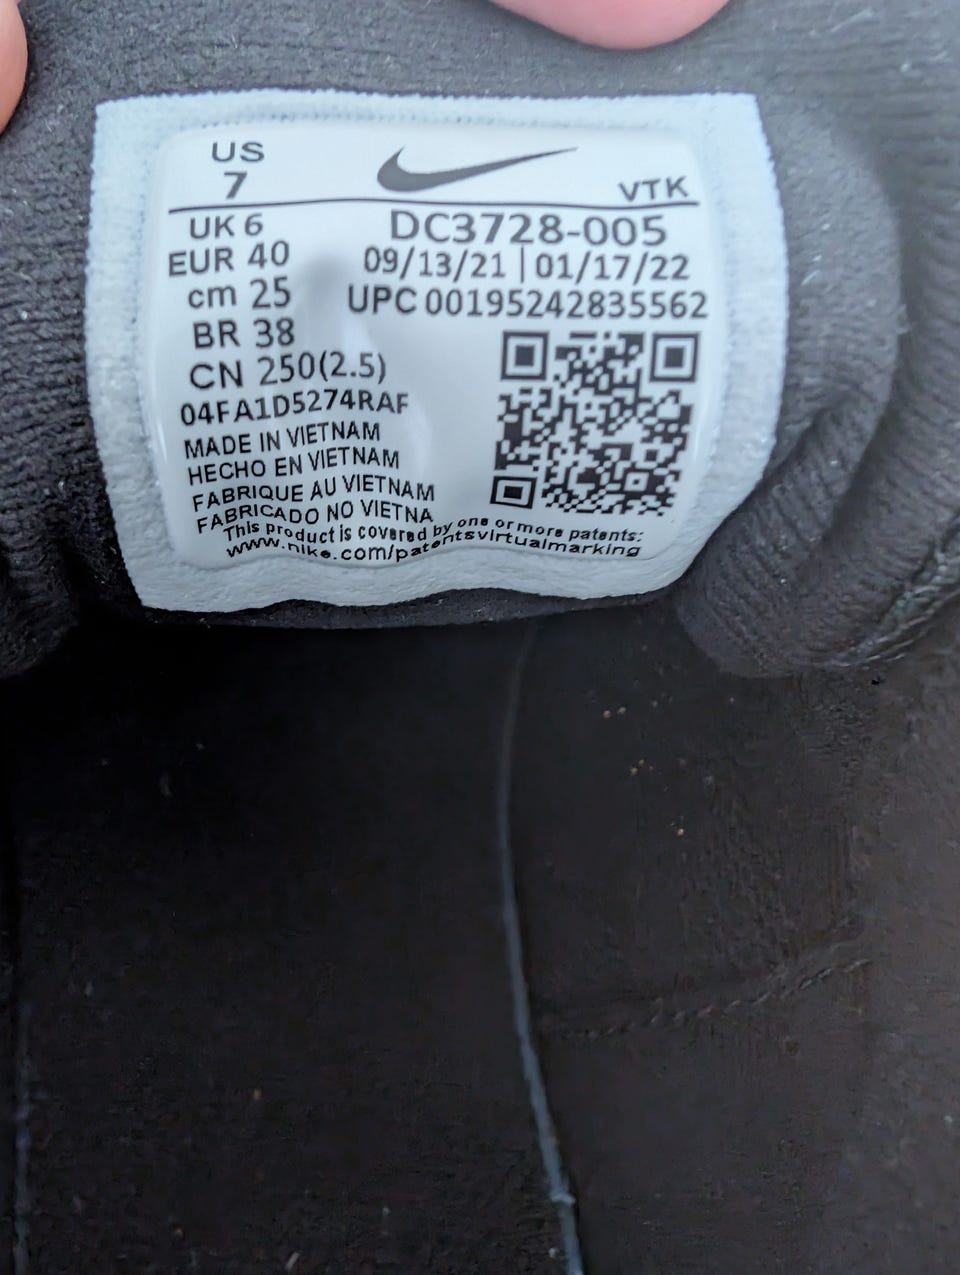 US
7
VTK
UK 6
EUR 40
cm 25
BR 38
CN 250(2.5)
DC3728-005
09/13/21 | 01/17/22
UPC 00195242835562
04FA1D5274RAF
MADE IN VIETNAM
HECHO EN VIETNAM
FABRIQUE AU VIETNAM
FABRICADO NO VIETNA
This product is covered by one or more patents:
www.nike.com/patentsvirtualmarking